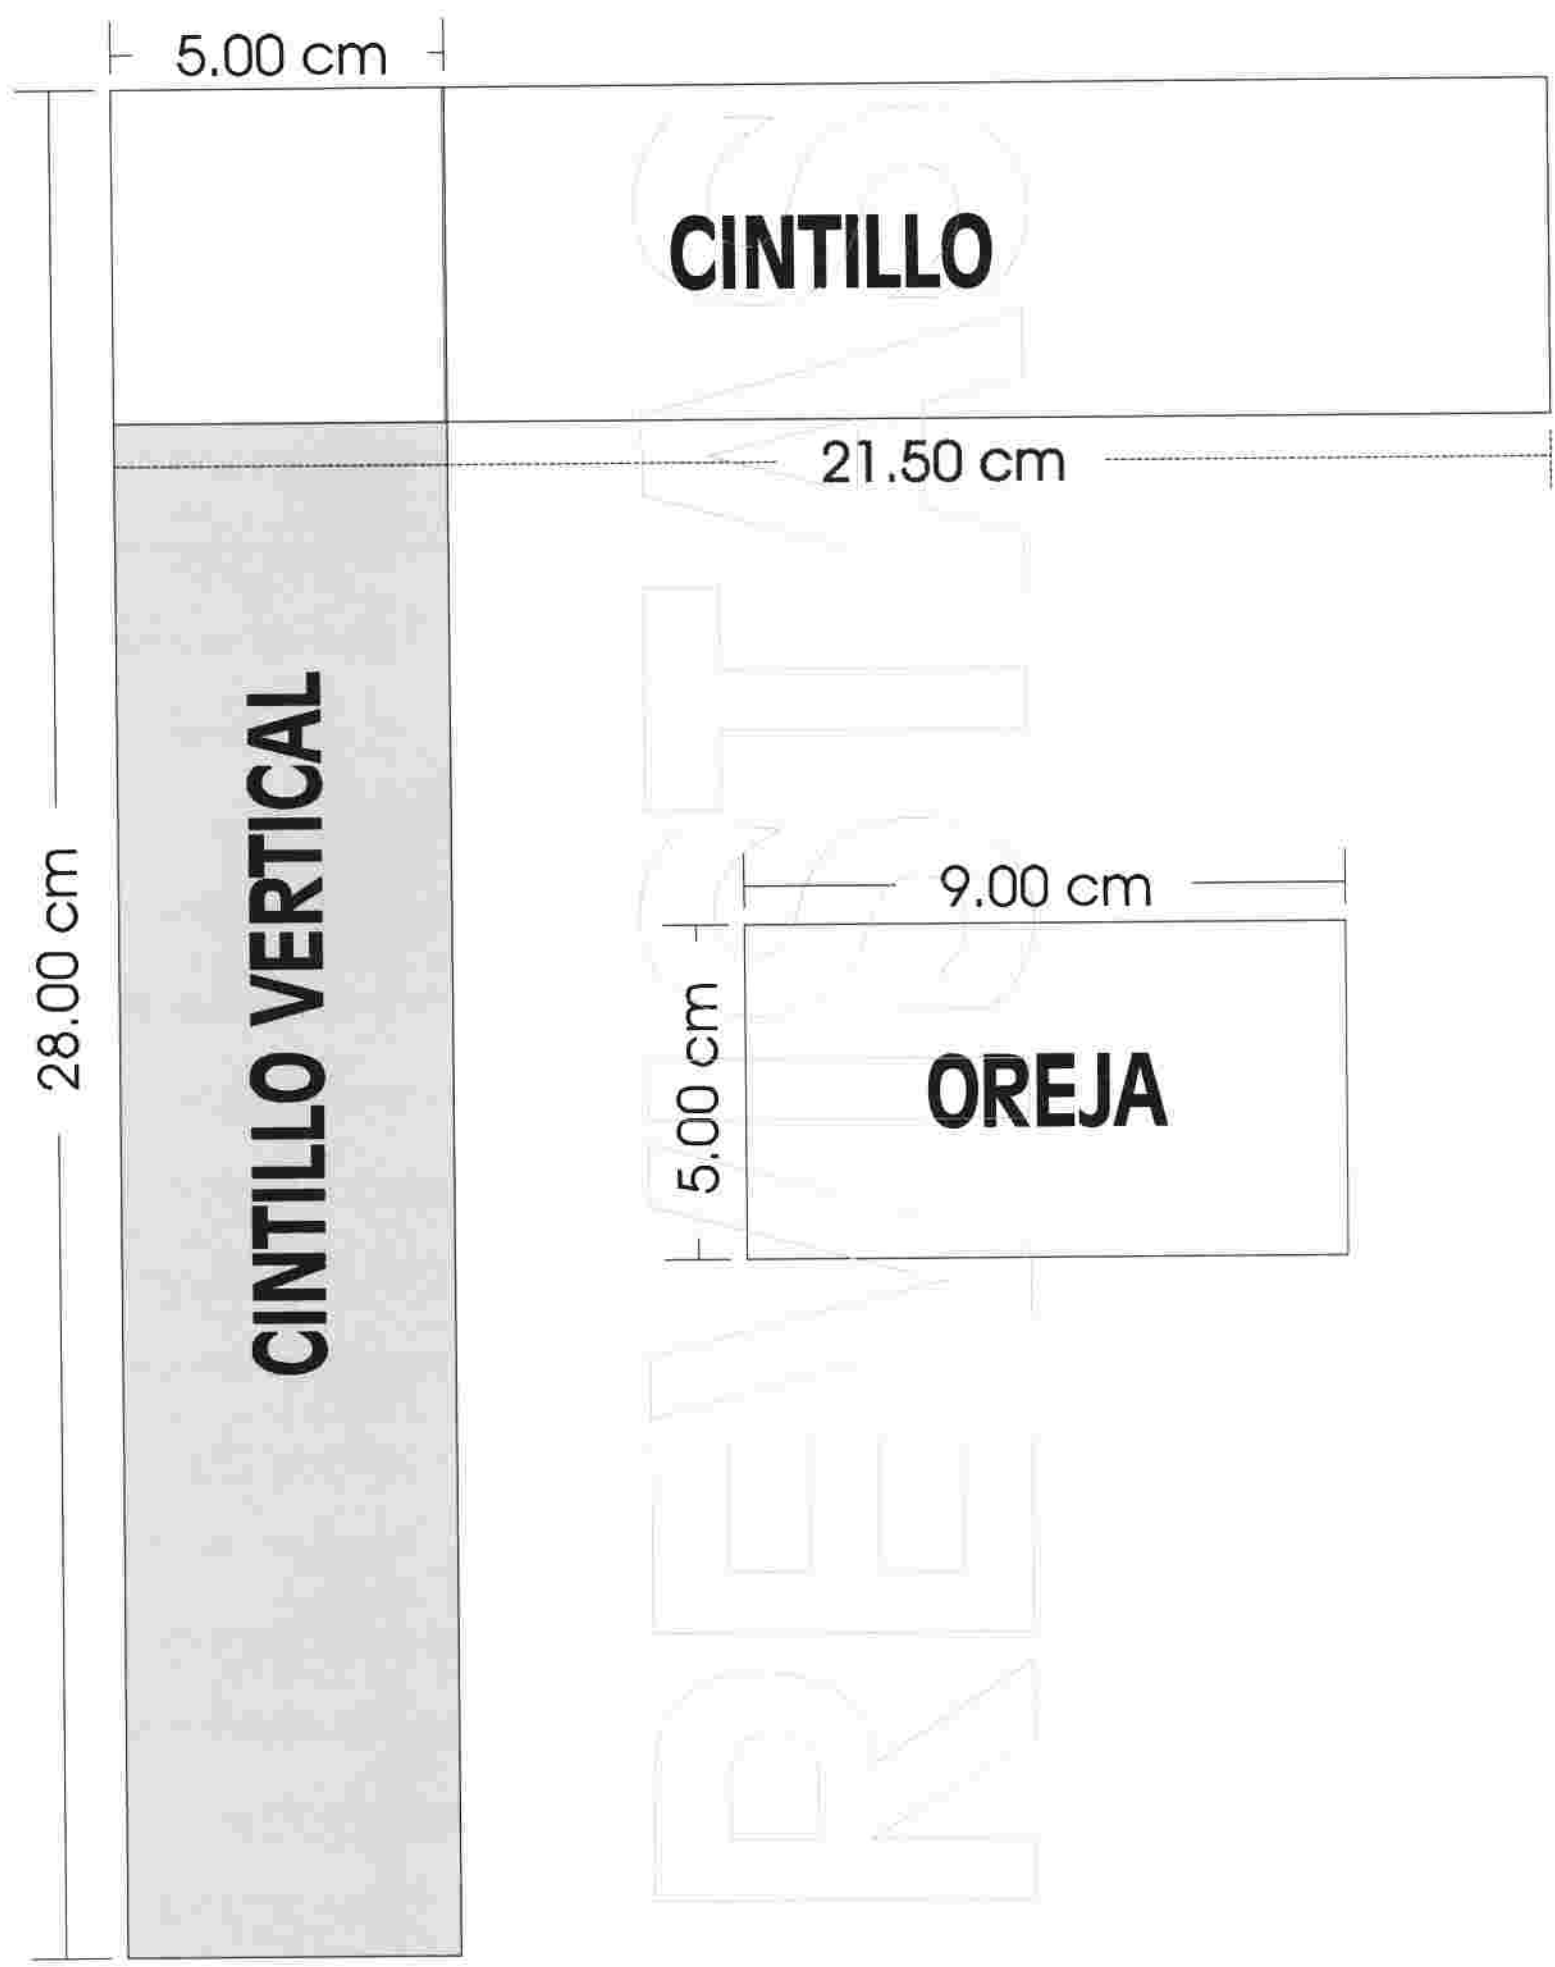 5.00 cm
CINTILLO
21.50 cm
28.00 cm
CINTILLO VERTICAL
9.00 cm
5.00 cm
OREJA
REVISTAS